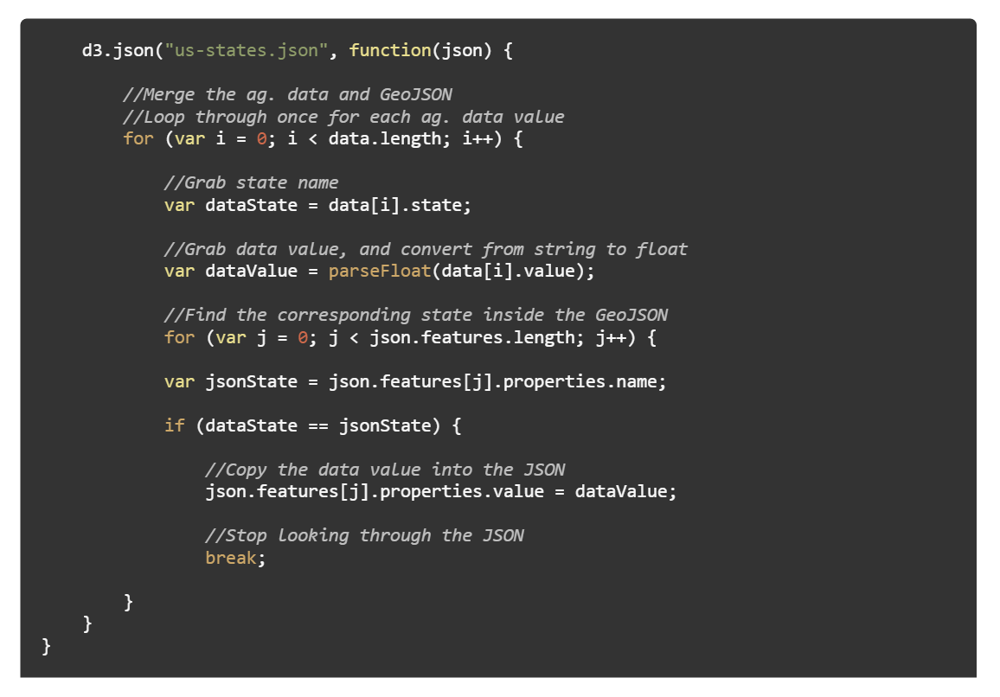 d3.json("us-states.json", function(json) {
//Merge the ag. data and GeoJSON
//Loop through once for each ag. data value
for (var i = 0; i < data.length; i++) {
//Grab state name
var dataState = data[i].state;
//Grab data value, and convert from string to float
var dataValue = parseFloat(data[i].value);
//Find the corresponding state inside the GeoJSON
for (var j = 0; j < json.features.length; j++) {
var jsonState = json.features[j].properties.name;
if (dataState == jsonState) {
//Copy the data value into the JSON
json.features[j].properties.value = dataValue;
//Stop looking through the JSON
break;
}
}
}